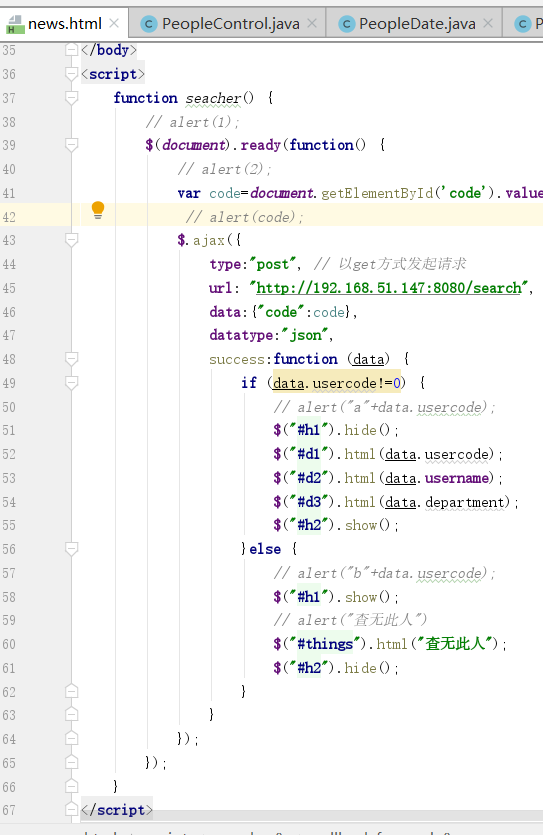 news.html PeopleControl.java PeopleDate.java P
35 </body>
36 <script>
37 function seacher() {
38 // alert(1);
39 $(document).ready(function() {
40 // alert(2);
41 var code=document.getElementById('code').value
42 // alert(code);
43 $.ajax({
44 type:"post", // 以get方式发起请求
45 url: "http://192.168.51.147:8080/search",
46 data:{"code":code},
47 datatype:"json",
48 success:function (data) {
49 if (data.usercode!=0) {
50 // alert("a"+data.usercode);
51 $("#h1").hide();
52 $("#d1").html(data.usercode);
53 $("#d2").html(data.username);
54 $("#d3").html(data.department);
55 $("#h2").show();
56 }else {
57 // alert("b"+data.usercode);
58 $("#h1").show();
59 // alert("查无此人")
60 $("#things").html("查无此人");
61 $("#h2").hide();
62 }
63 }
64 });
65 });
66 }
67 </script>